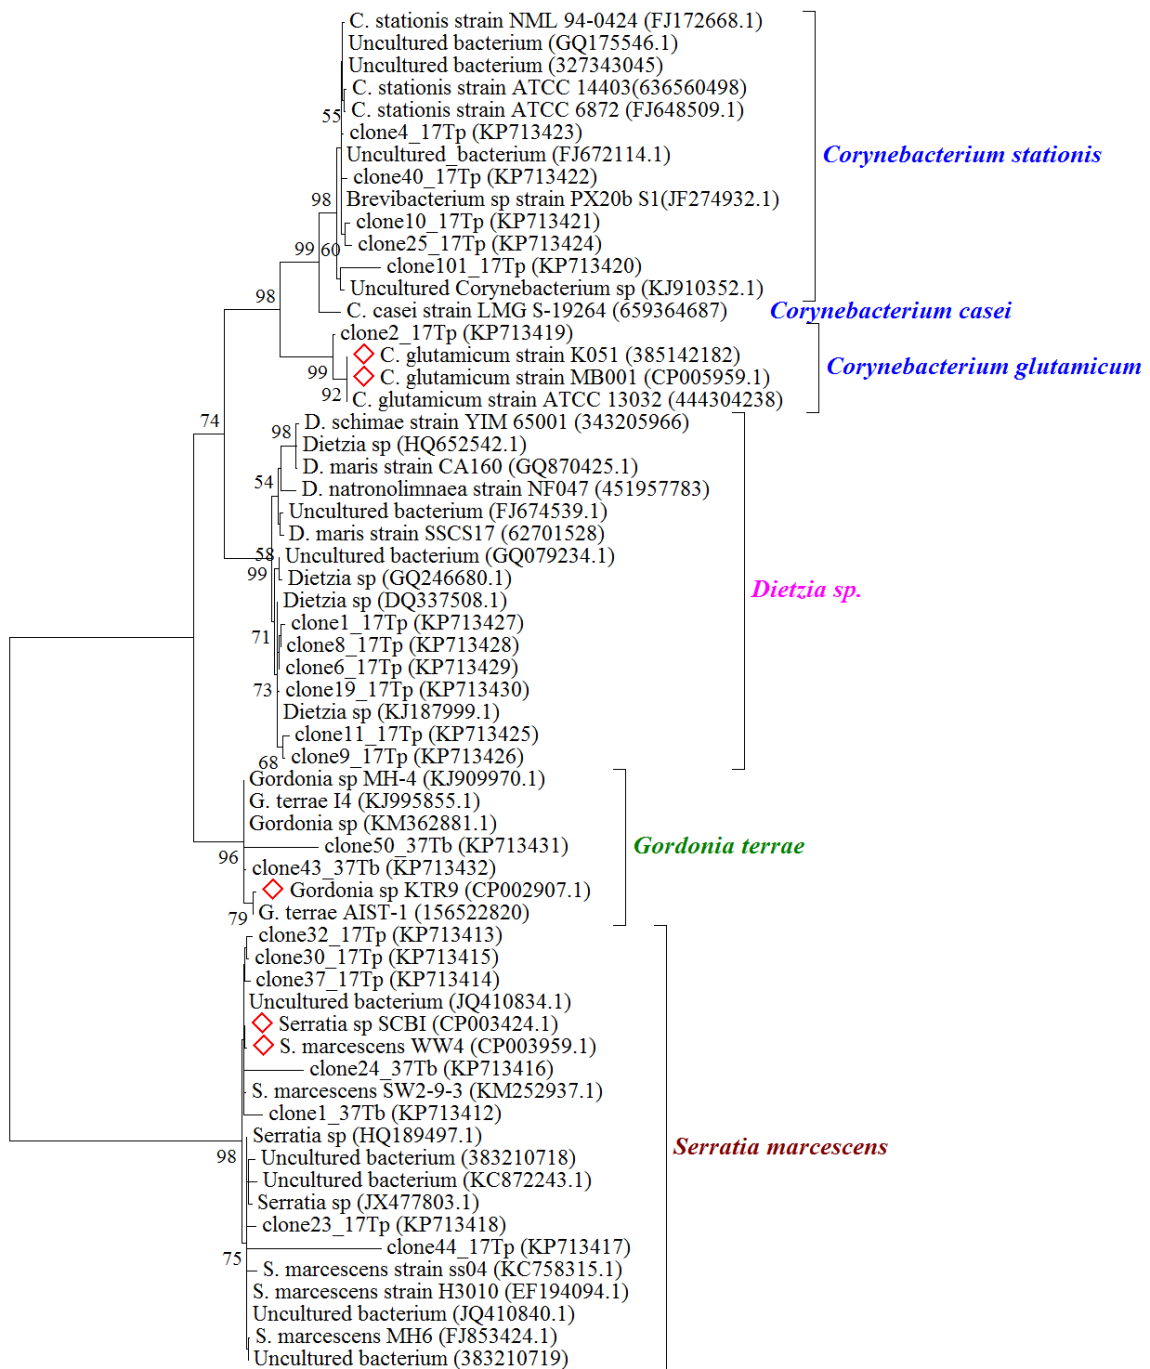 C. stationis strain NML 94-0424 (FJ172668.1)
Uncultured bacterium (GQ175546.1)
Uncultured bacterium (327343045)
C. stationis strain ATCC 14403(636560498)
C. stationis strain ATCC 6872 (FJ648509.1)
55
clone4_17Tp (KP713423)
Uncultured_bacterium (FJ672114.1)
Corynebacterium stationis
clone40_17Tp (KP713422)
98
Brevibacterium sp strain PX20b S1(JF274932.1)
clone10_17Tp (KP713421)
clone25_17Tp (KP713424)
99
60
clone101_17Tp (KP713420)
Uncultured Corynebacterium sp (KJ910352.1)
98
C. casei strain LMG S-19264 (659364687)
Corynebacterium casei
clone2_17Tp (KP713419)
C. glutamicum strain K051 (385142182)
99
C. glutamicum strain MB001 (CP005959.1)
Corynebacterium glutamicum
92
C. glutamicum strain ATCC 13032 (444304238)
74
D. schimae strain YIM 65001 (343205966)
98
Dietzia sp (HQ652542.1)
D. maris strain CA160 (GQ870425.1)
54
D. natronolimnaea strain NF047 (451957783)
Uncultured bacterium (FJ674539.1)
D. maris strain SSCS17 (62701528)
58
Uncultured bacterium (GQ079234.1)
99
Dietzia sp (GQ246680.1)
Dietzia sp.
Dietzia sp (DQ337508.1)
clone1_17Tp (KP713427)
71
clone8_17Tp (KP713428)
clone6_17Tp (KP713429)
73
clone19_17Tp (KP713430)
Dietzia sp (KJ187999.1)
clone11_17Tp (KP713425)
68
clone9_17Tp (KP713426)
Gordonia sp MH-4 (KJ909970.1)
G. terrae I4 (KJ995855.1)
Gordonia sp (KM362881.1)
clone50_37Tb (KP713431)
Gordonia terrae
96
clone43_37Tb (KP713432)
Gordonia sp KTR9 (CP002907.1)
79
G. terrae AIST-1 (156522820)
clone32_17Tp (KP713413)
clone30_17Tp (KP713415)
clone37_17Tp (KP713414)
Uncultured bacterium (JQ410834.1)
Serratia sp SCBI (CP003424.1)
S. marcescens WW4 (CP003959.1)
clone24_37Tb (KP713416)
S. marcescens SW2-9-3 (KM252937.1)
clone1_37Tb (KP713412)
Serratia sp (HQ189497.1)
Serratia marcescens
98
Uncultured bacterium (383210718)
Uncultured bacterium (KC872243.1)
Serratia sp (JX477803.1)
clone23_17Tp (KP713418)
clone44_17Tp (KP713417)
75
S. marcescens strain ss04 (KC758315.1)
S. marcescens strain H3010 (EF194094.1)
Uncultured bacterium (JQ410840.1)
S. marcescens MH6 (FJ853424.1)
Uncultured bacterium (383210719)